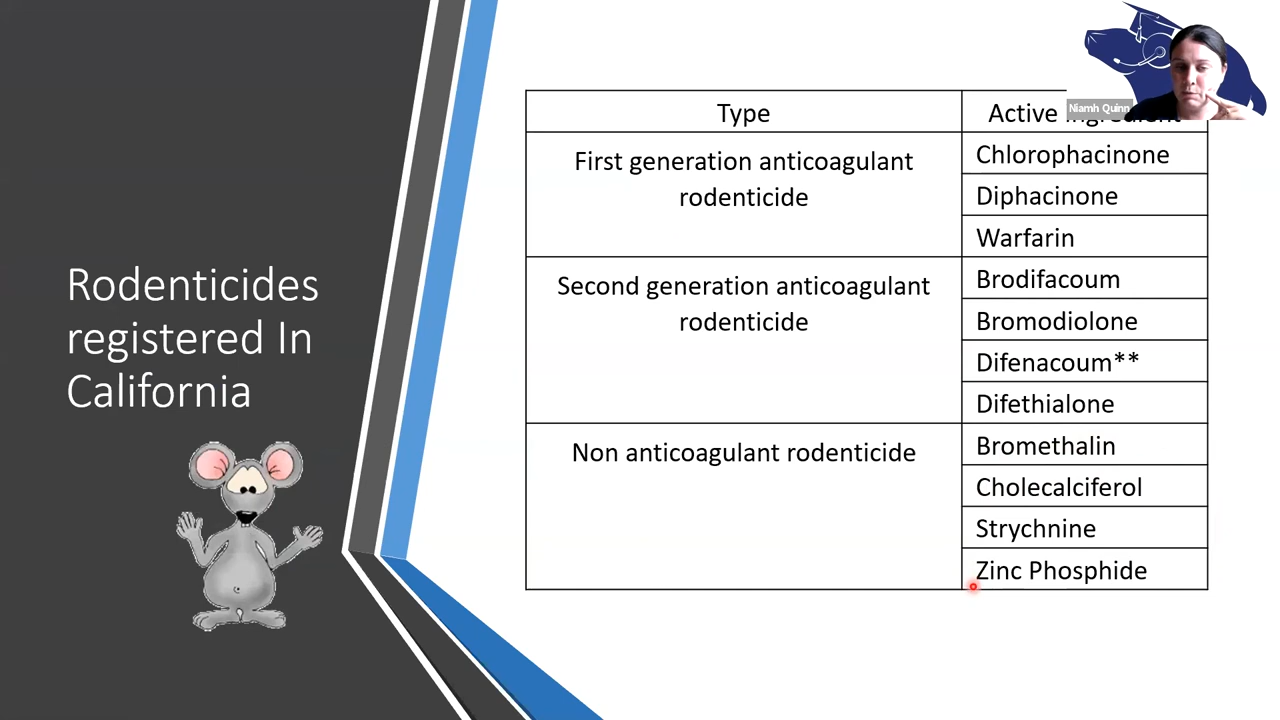 Niamh Quinn
Rodenticides
registered In
California
Type
Active Ingredient
First generation anticoagulant
rodenticide
Chlorophacinone
Diphacinone
Warfarin
Second generation anticoagulant
rodenticide
Brodifacoum
Bromodiolone
Difenacoum**
Difethialone
Non anticoagulant rodenticide
Bromethalin
Cholecalciferol
Strychnine
Zinc Phosphide